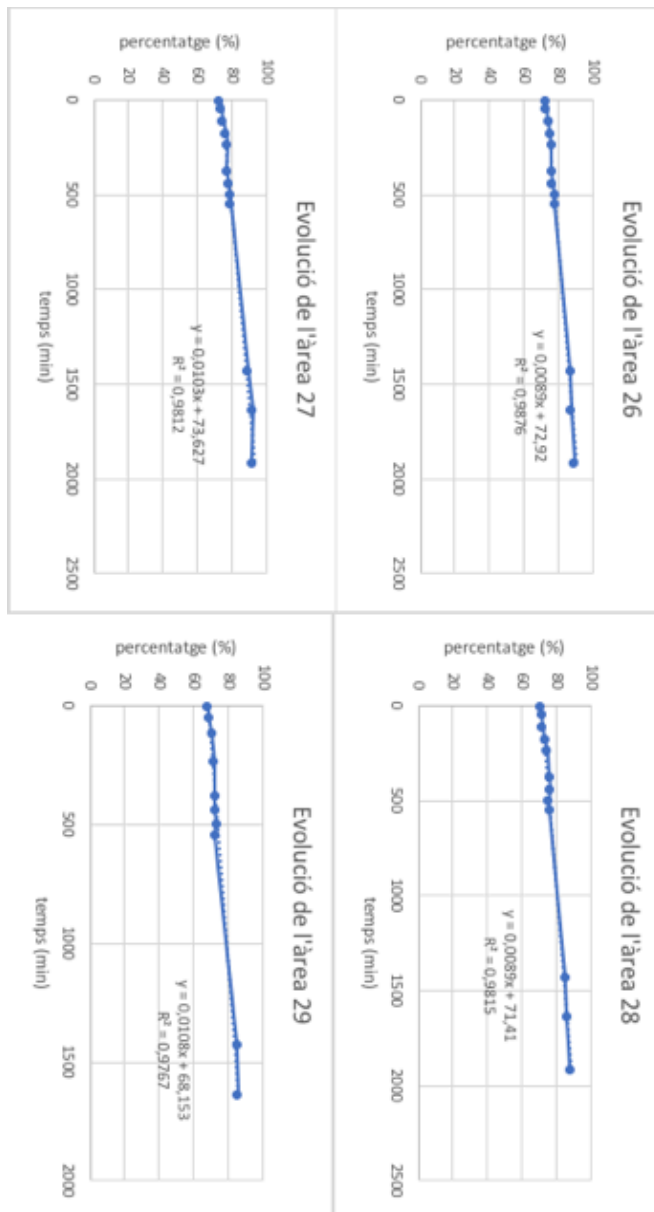 Evolució de l'àrea 26
percentatge (%)
100
80
60
40
20
0
y = 0,0089x + 72,92
R² = 0,9876
0 500 1000 1500 2000 2500
temps (min)
Evolució de l'àrea 27
percentatge (%)
100
80
60
40
20
0
y = 0,0103x + 73,627
R² = 0,9812
0 500 1000 1500 2000 2500
temps (min)
Evolució de l'àrea 28
percentatge (%)
100
80
60
40
20
0
y = 0,0089x + 71,41
R² = 0,9815
0 500 1000 1500 2000 2500
temps (min)
Evolució de l'àrea 29
percentatge (%)
100
80
60
40
20
0
y = 0,0108x + 68,153
R² = 0,9767
0 500 1000 1500 2000
temps (min)